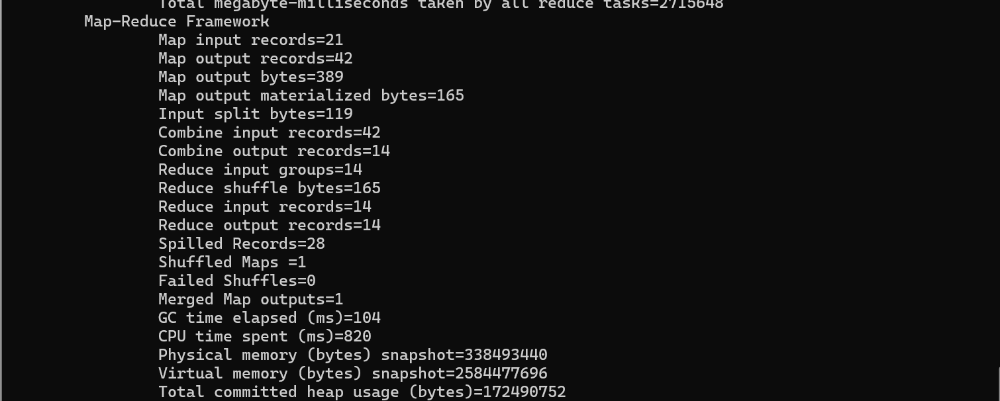 Total megabyte-milliseconds taken by all reduce tasks=2715648
Map-Reduce Framework
Map input records=21
Map output records=42
Map output bytes=389
Map output materialized bytes=165
Input split bytes=119
Combine input records=42
Combine output records=14
Reduce input groups=14
Reduce shuffle bytes=165
Reduce input records=14
Reduce output records=14
Spilled Records=28
Shuffled Maps =1
Failed Shuffles=0
Merged Map outputs=1
GC time elapsed (ms)=104
CPU time spent (ms)=820
Physical memory (bytes) snapshot=338493440
Virtual memory (bytes) snapshot=2584477696
Total committed heap usage (bytes)=172490752